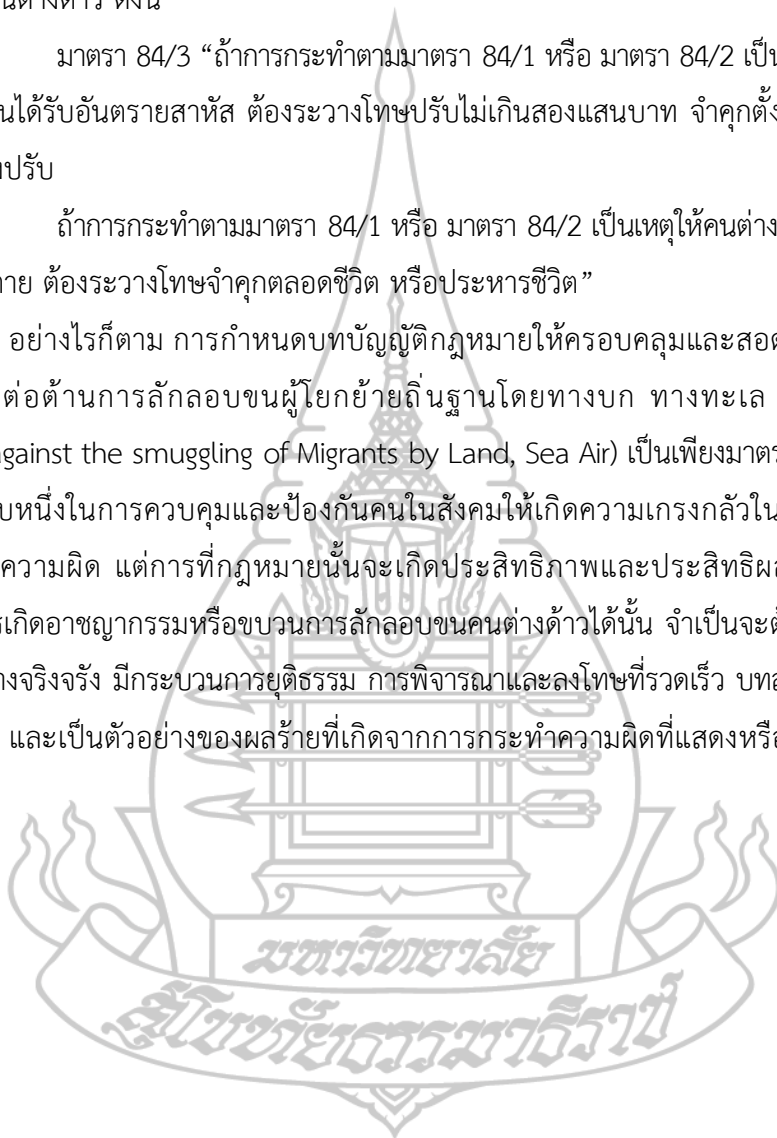 นต่างด้าว ดังนี้
มาตรา 84/3 “ถ้าการกระทำตามมาตรา 84/1 หรือ มาตรา 84/2 เป็น
นได้รับอันตรายสาหัส ต้องระวางโทษปรับไม่เกินสองแสนบาท จำคุกตั้ง
ปรับ
ถ้าการกระทำตามมาตรา 84/1 หรือ มาตรา 84/2 เป็นเหตุให้คนต่าง
าย ต้องระวางโทษจำคุกตลอดชีวิต หรือประหารชีวิต”
อย่างไรก็ตาม การกำหนดบทบัญญัติกฎหมายให้ครอบคลุมและสอด
ต่อต้านการลักลอบขนผู้โยกย้ายถิ่นฐานโดยทางบก ทางทะเล
against the smuggling of Migrants by Land, Sea Air) เป็นเพียงมาตร
บหนึ่งในการควบคุมและป้องกันคนในสังคมให้เกิดความเกรงกลัวใน
ความผิด แต่การที่กฎหมายนั้นจะเกิดประสิทธิภาพและประสิทธิผล
รเกิดอาชญากรรมหรือขบวนการลักลอบขนคนต่างด้าวได้นั้น จำเป็นจะต้
างจริงจรัง มีกระบวนการยุติธรรม การพิจารณาและลงโทษที่รวดเร็ว บทล
และเป็นตัวอย่างของผลร้ายที่เกิดจากการกระทำความผิดที่แสดงหรือ
มหาวิทยาลัย
สุโขทัยธรรมาธิราช